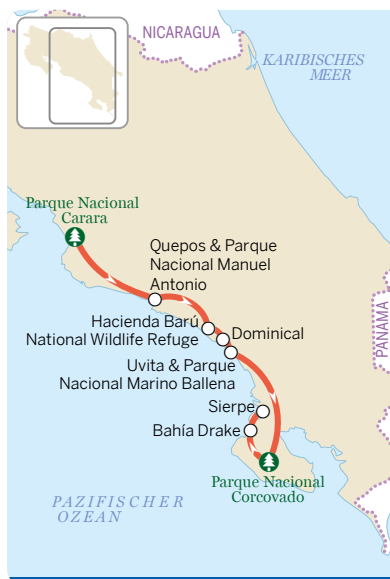 NICARAGUA
KARIBISCHES
MEER
Parque Nacional
Carara
Quepos & Parque
Nacional Manuel
Antonio
Hacienda Barú
National Wildlife Refuge
Dominical
PANAMA
Uvita & Parque
Nacional Marino Ballena
Sierpe
Bahía Drake
Parque Nacional
Corcovado
PAZIFISCHER
OZEAN